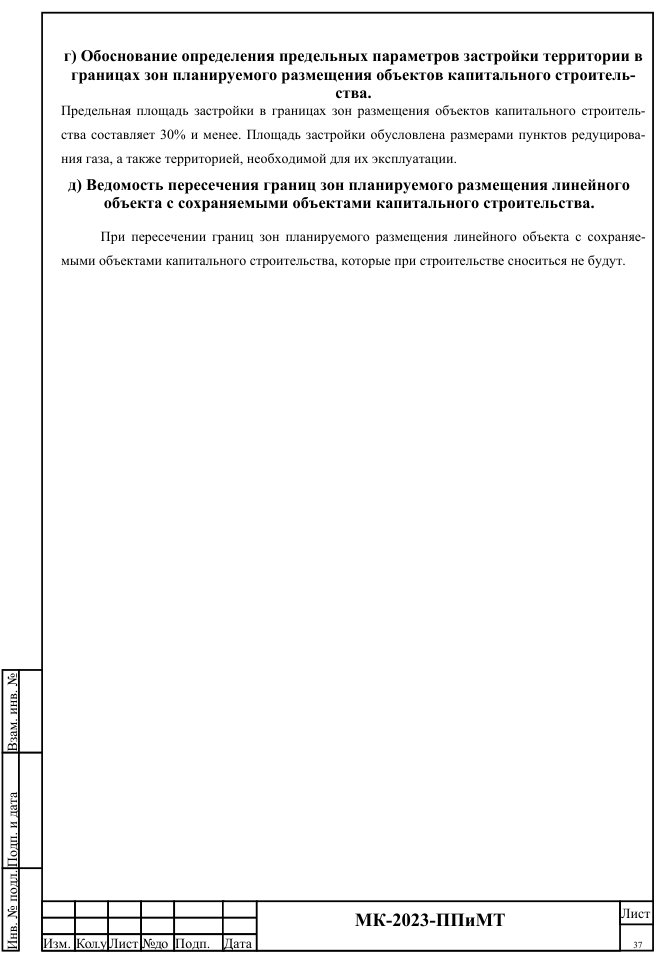 г) Обоснование определения предельных параметров застройки территории в
границах зон планируемого размещения объектов капитального строитель-
ства.
Предельная площадь застройки в границах зон размещения объектов капитального строитель-
ства составляет 30% и менее. Площадь застройки обусловлена размерами пунктов редуцирова-
ния газа, а также территорией, необходимой для их эксплуатации.
д) Ведомость пересечения границ зон планируемого размещения линейного
объекта с сохраняемыми объектами капитального строительства.
При пересечении границ зон планируемого размещения линейного объекта с сохраняе-
мыми объектами капитального строительства, которые при строительстве сноситься не будут.
Взам. инв. №
Подп. и дата
Инв. № подл.
МК-2023-ППиМТ
Лист
37
Изм. Кол.у Лист №до Подп. Дата